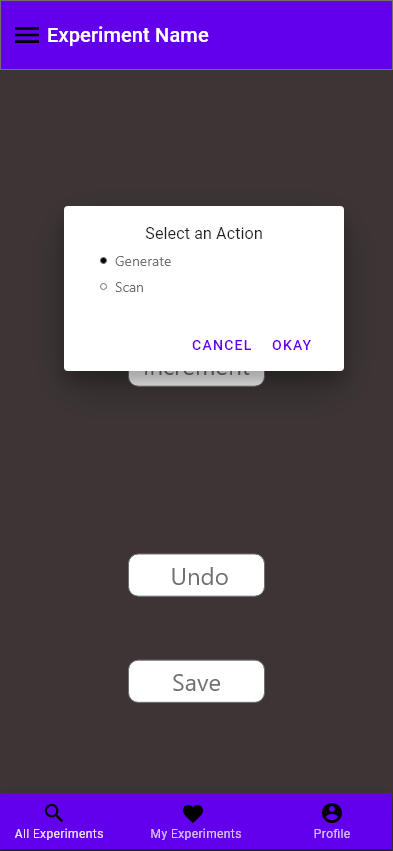 Experiment Name
Select an Action
Generate
Scan
CANCEL OKAY
Increment
Undo
Save
All Experiments My Experiments Profile